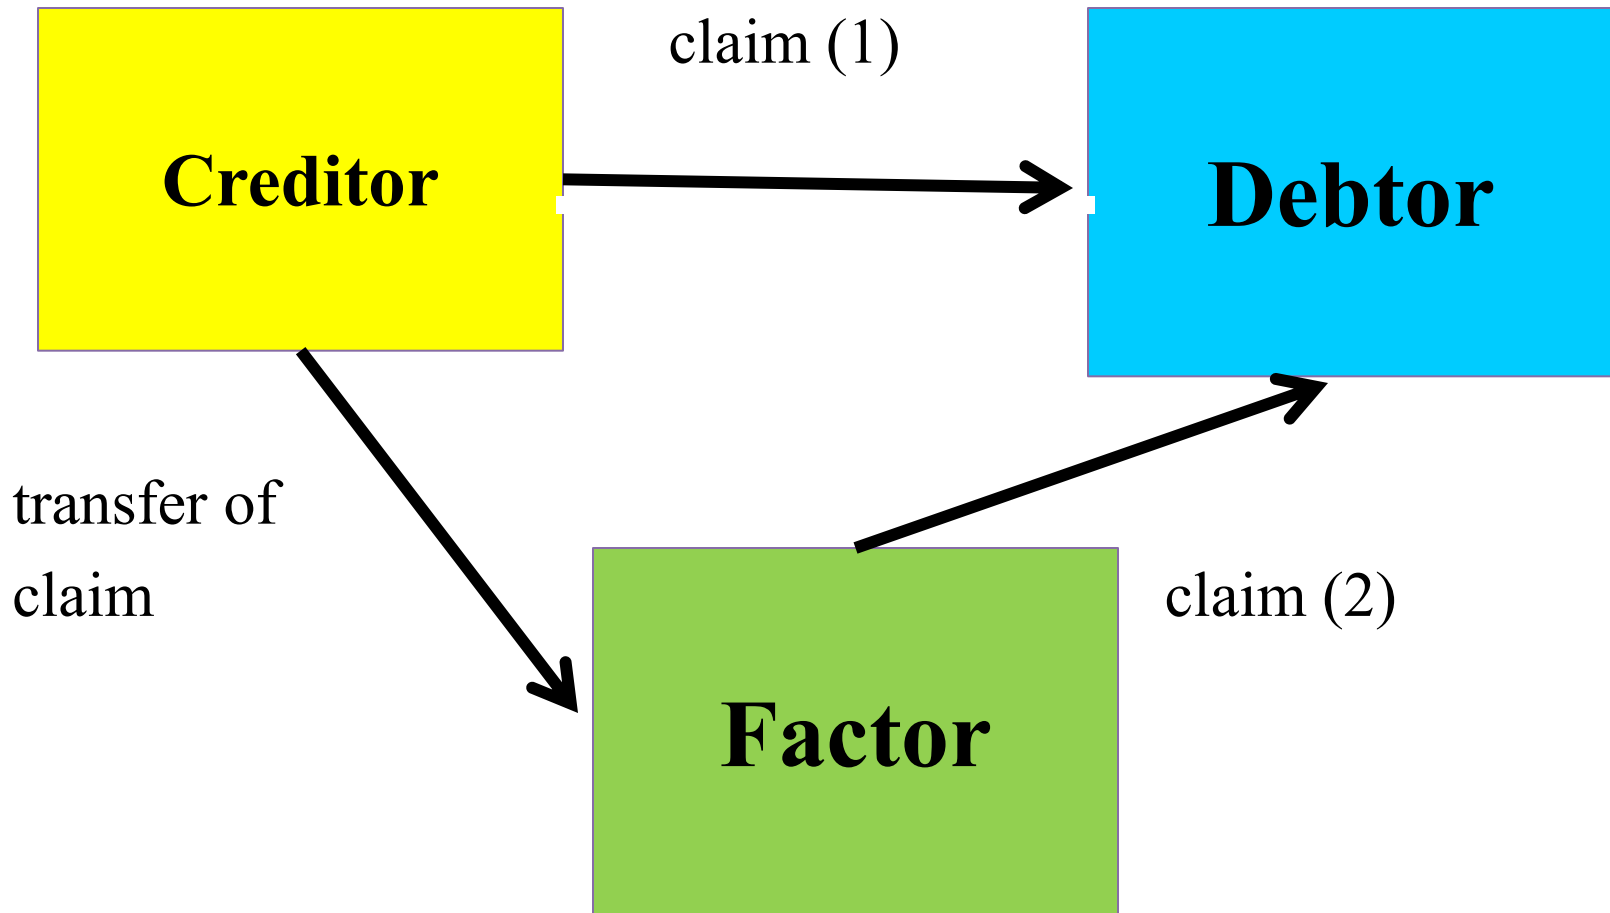 claim (1)
Creditor
Debtor
transfer of
claim
claim (2)
Factor